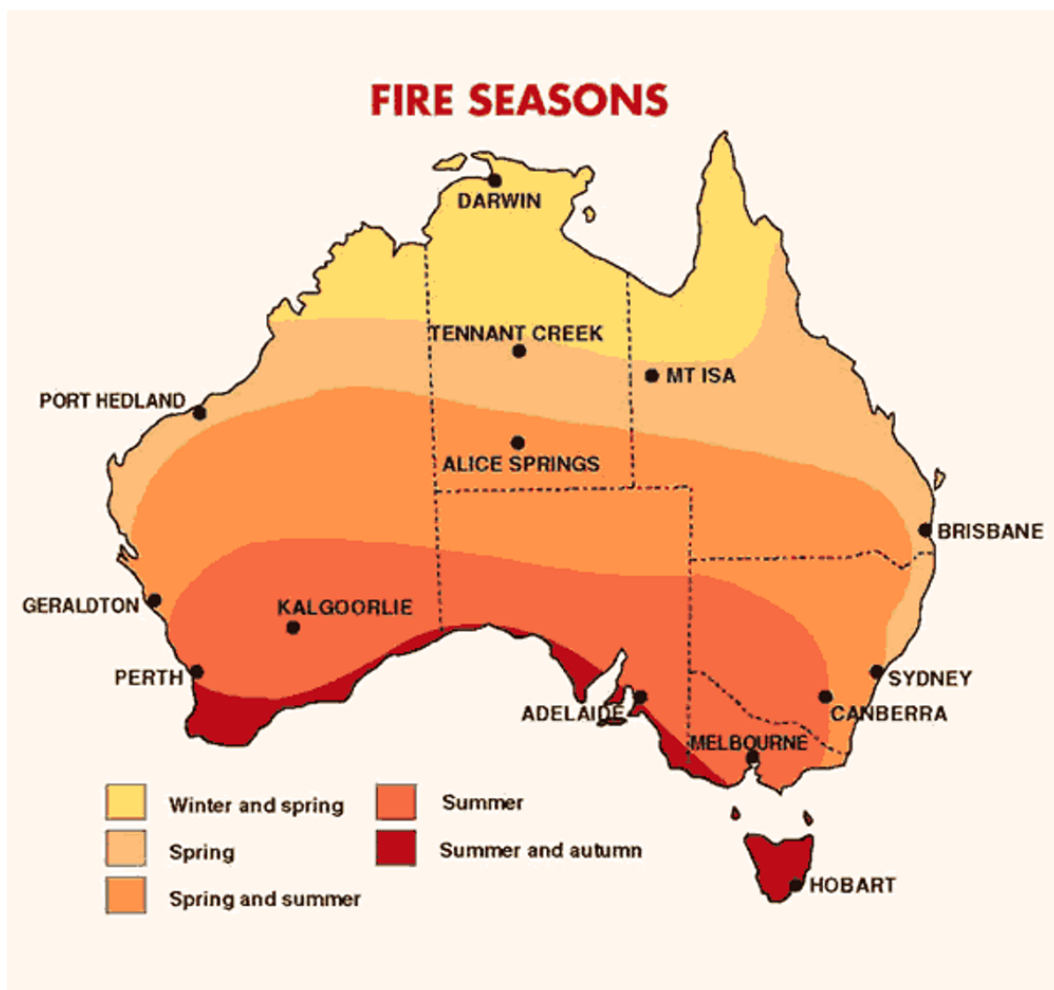 FIRE SEASONS
DARWIN
TENNANT CREEK
MT ISA
PORT HEDLAND
ALICE SPRINGS
BRISBANE
GERALDTON
KALGOORLIE
PERTH
SYDNEY
ADELAIDE
CANBERRA
MELBOURNE
Winter and spring
Summer
Spring
Summer and autumn
Spring and summer
HOBART